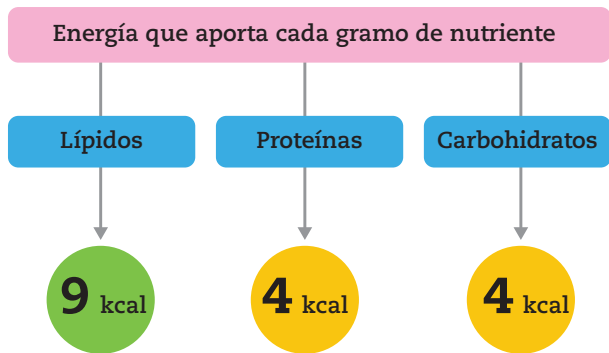 Energía que aporta cada gramo de nutriente
Lípidos
Proteínas
Carbohidratos
9 kcal
4 kcal
4 kcal